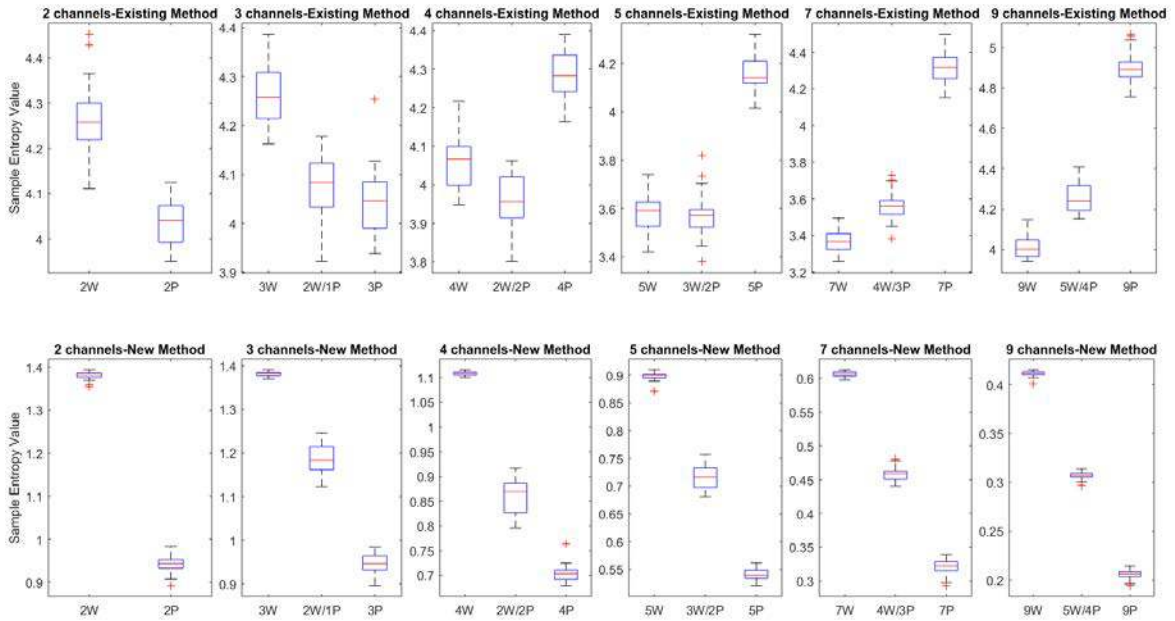 2 channels-Existing Method
3 channels-Existing Method
4 channels-Existing Method
5 channels-Existing Method
7 channels-Existing Method
9 channels-Existing Method
Sample Entropy Value
4.4
4.3
4.2
4.1
4
2W 2P
4.4
4.3
4.2
4.1
4
3.9
3W 2W/1P 3P
4.4
4.3
4.2
4.1
4
3.9
3.8
4W 2W/2P 4P
4.2
4
3.8
3.6
3.4
5W 3W/2P 5P
4.4
4.2
4
3.8
3.6
3.4
3.2
7W 4W/3P 7P
5
4.8
4.6
4.4
4.2
4
9W 5W/4P 9P
2 channels-New Method
3 channels-New Method
4 channels-New Method
5 channels-New Method
7 channels-New Method
9 channels-New Method
Sample Entropy Value
1.4
1.3
1.2
1.1
1
0.9
2W 2P
1.4
1.3
1.2
1.1
1
0.9
3W 2W/1P 3P
1.1
1.05
1
0.95
0.9
0.85
0.8
0.75
0.7
4W 2W/2P 4P
0.9
0.85
0.8
0.75
0.7
0.65
0.6
0.55
5W 3W/2P 5P
0.6
0.55
0.5
0.45
0.4
0.35
0.3
7W 4W/3P 7P
0.4
0.35
0.3
0.25
0.2
9W 5W/4P 9P